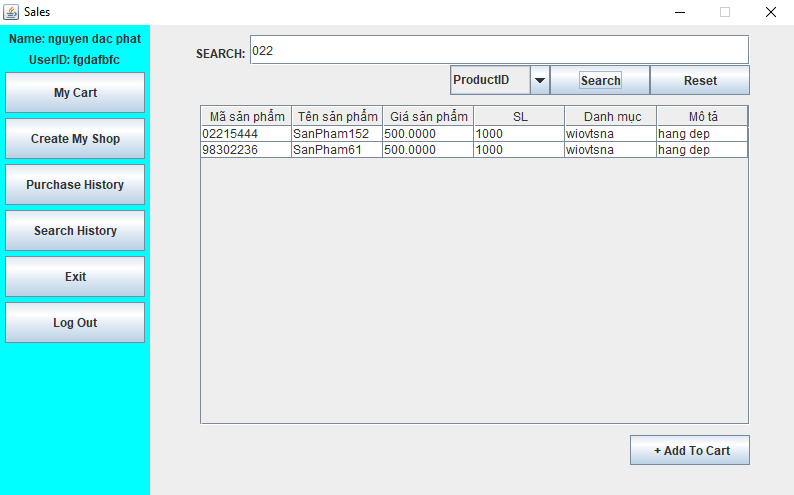 Sales
Name: nguyen dac phat
UserID: fgdafbfc
My Cart
Create My Shop
Purchase History
Search History
Exit
Log Out
SEARCH: 022
ProductID Search Reset
Mã sản phẩm Tên sản phẩm Giá sản phẩm SL Danh mục Mô tả
02215444 SanPham152 500.0000 1000 wiovtsna hang dep
98302236 SanPham61 500.0000 1000 wiovtsna hang dep
+ Add To Cart